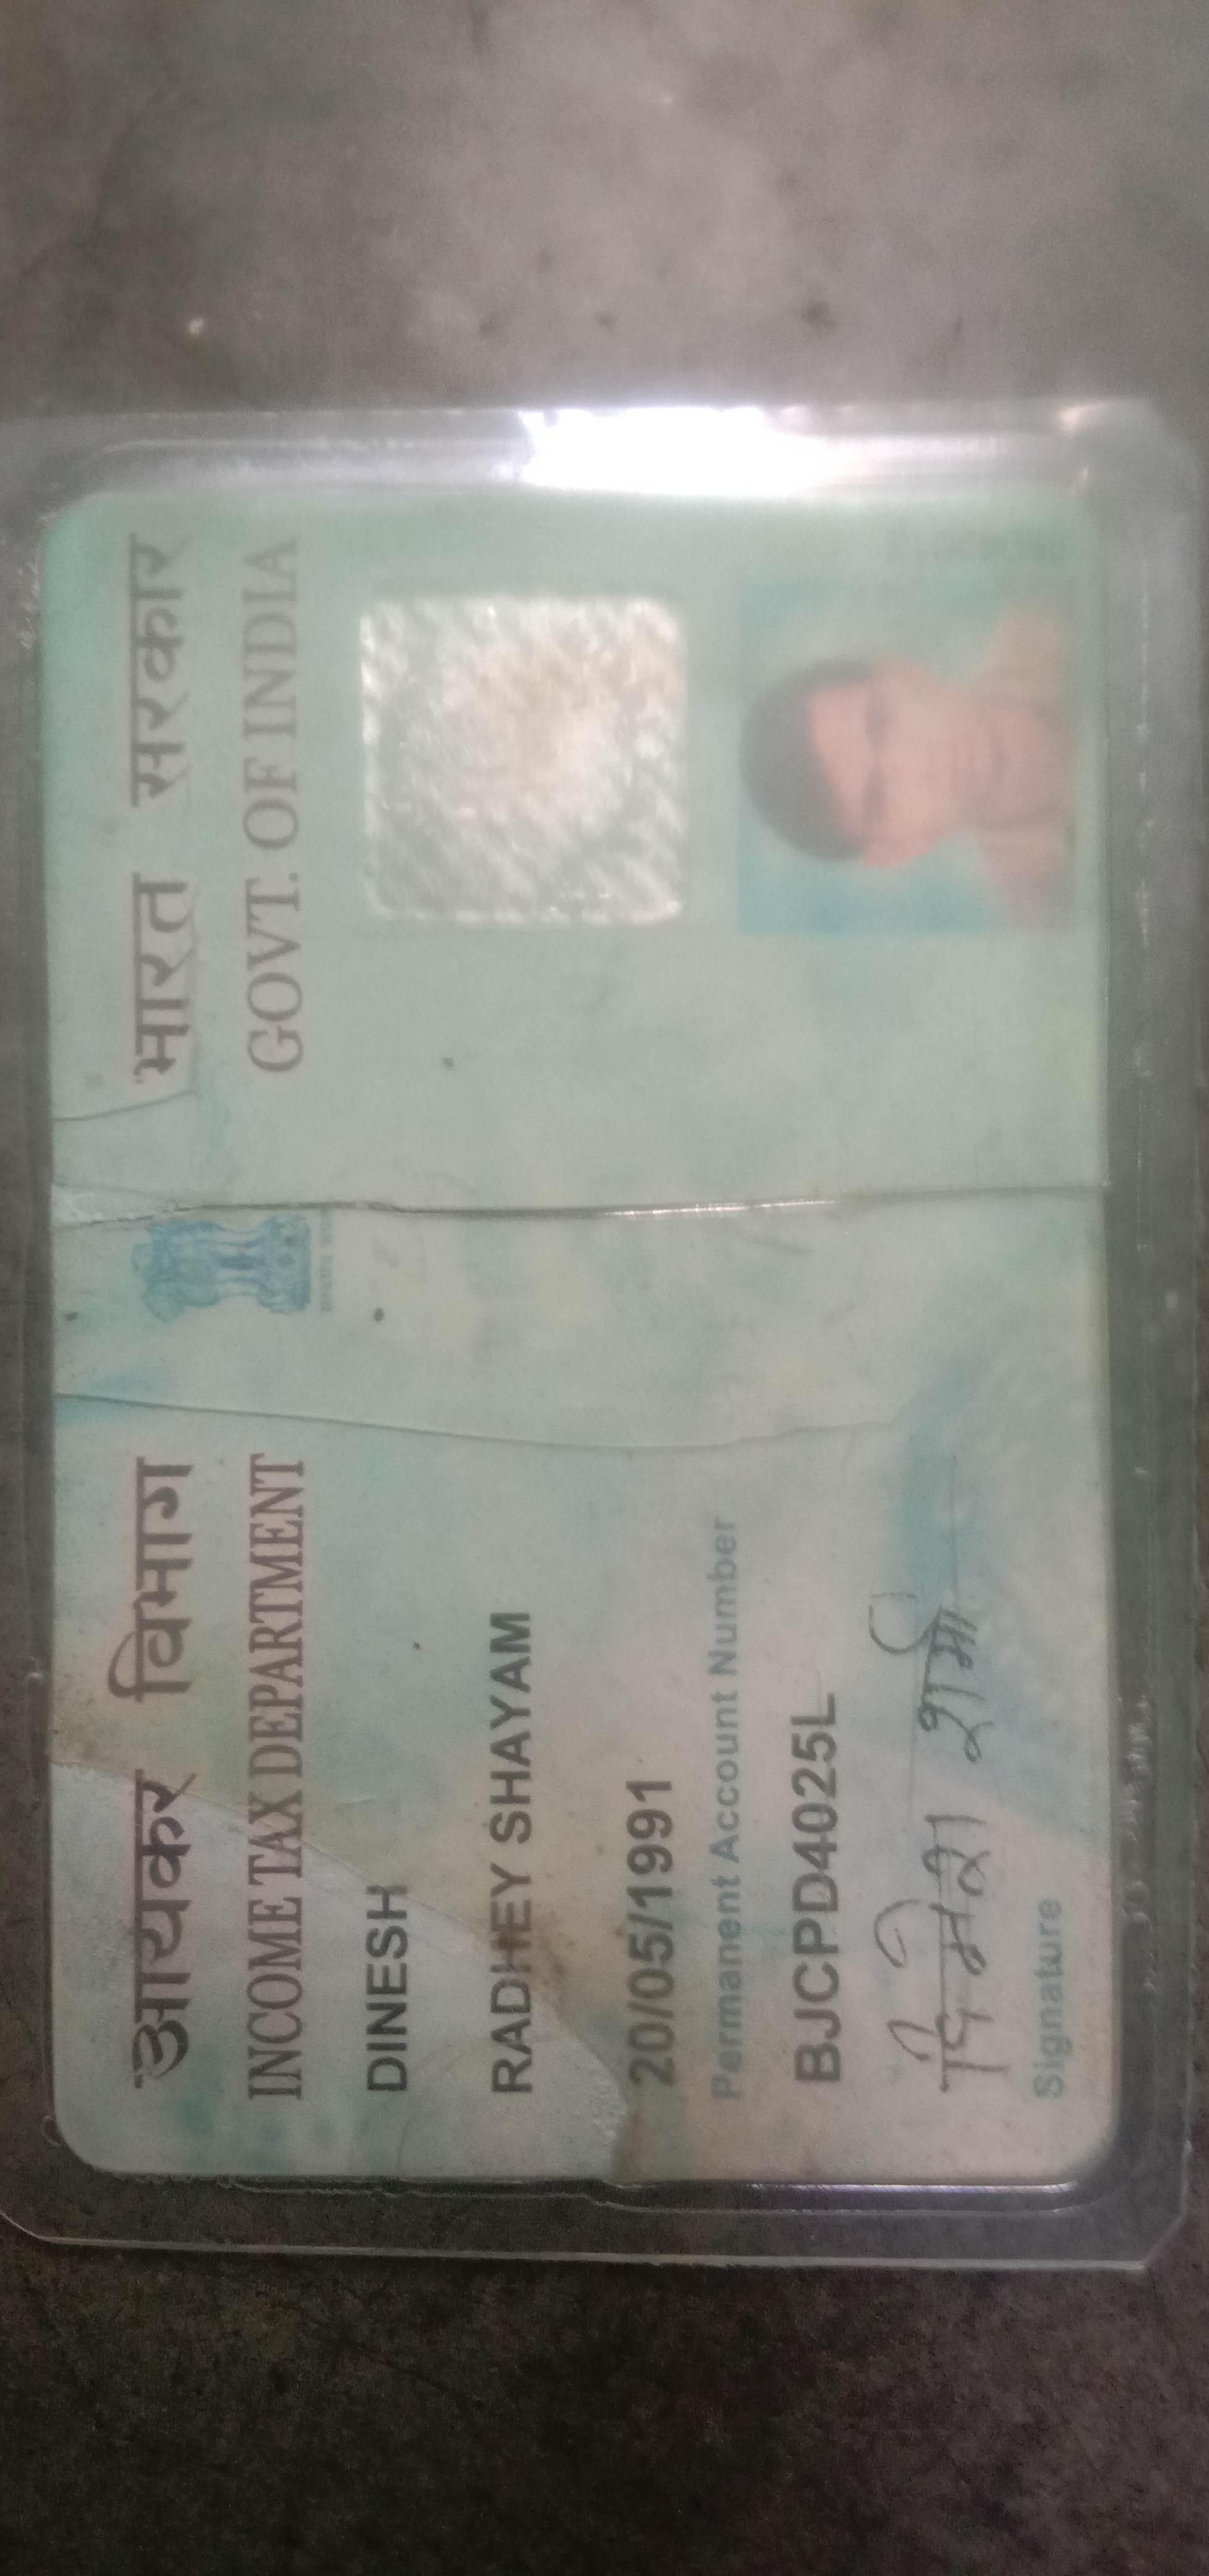 आयकर विभाग
INCOME TAX DEPARTMENT
भारत सरकार
GOVT. OF INDIA
DINESH
RADHEY SHAYAM
20/05/1991
Permanent Account Number
BJCPD4025L
दिनेश शर्मा
Signature